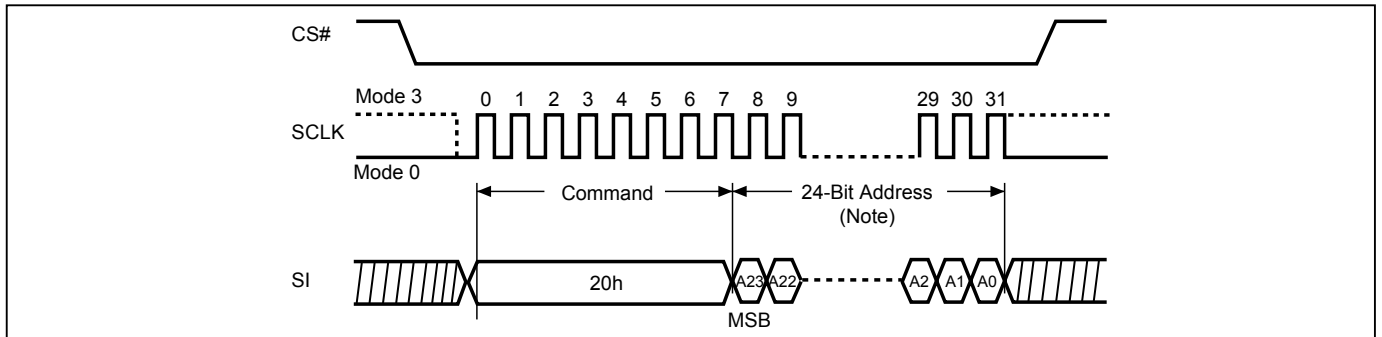 CS#
Mode 3
0 1 2 3 4 5 6 7 8 9 29 30 31
SCLK
Mode 0
Command
24-Bit Address
(Note)
SI
20h
A23 A22 A2 A1 A0
MSB